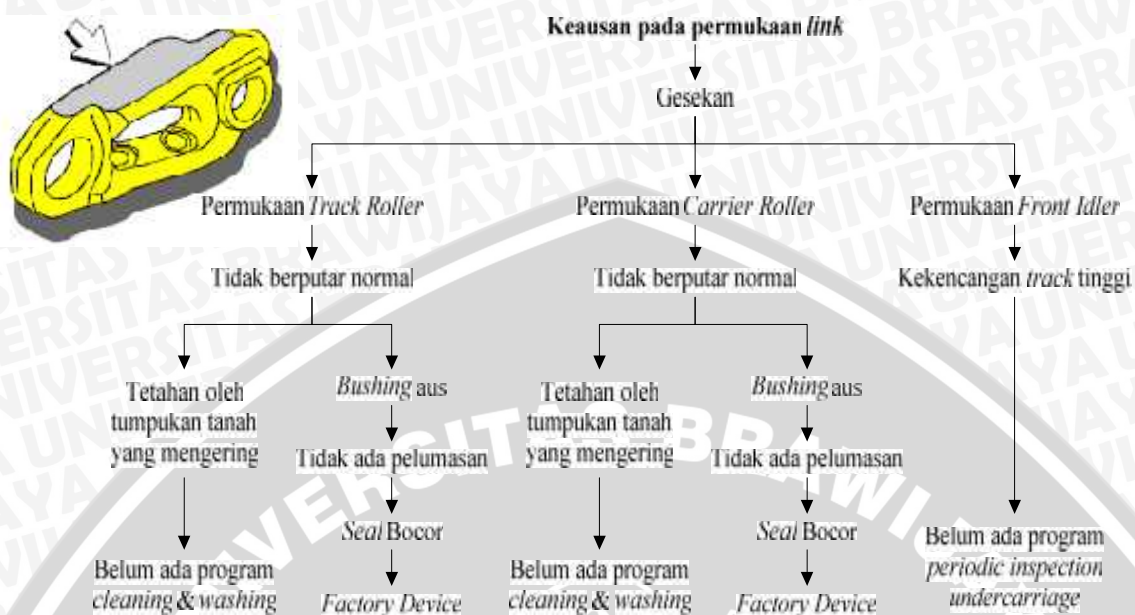 Keausan pada permukaan link
Gesekan
Permukaan Track Roller
Permukaan Carrier Roller
Permukaan Front Idler
Tidak berputar normal
Tidak berputar normal
Kekencangan track tinggi
Tetahan oleh
tumpukan tanah
yang mengering
Bushing aus
Tetahan oleh
tumpukan tanah
yang mengering
Bushing aus
Tidak ada pelumasan
Tidak ada pelumasan
Seal Bocor
Seal Bocor
Belum ada program
cleaning & washing
Factory Device
Belum ada program
cleaning & washing
Factory Device
Belum ada program
periodic inspection
undercarriage
UNIVERSITAS BRAWIJAYA